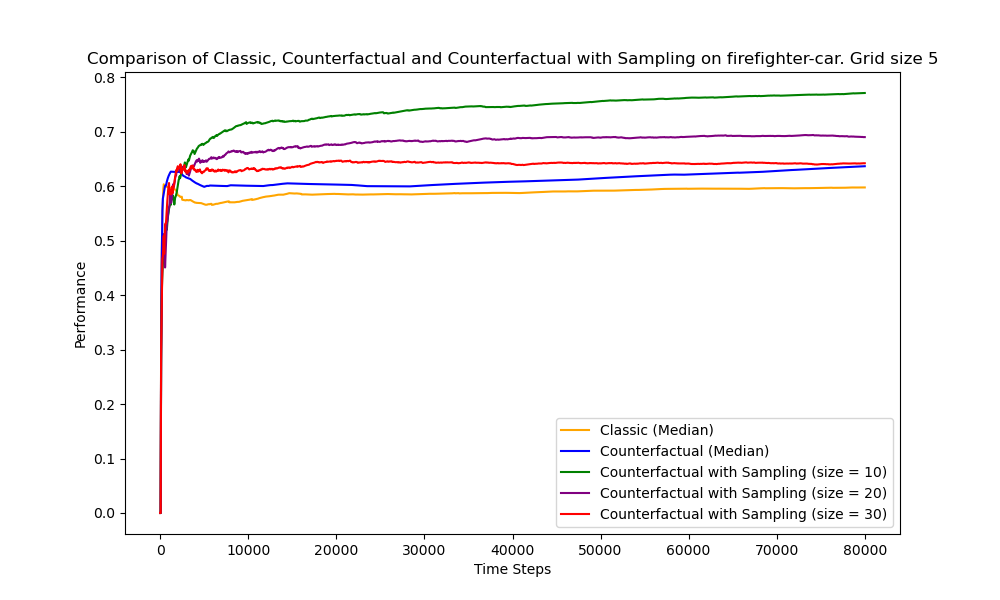 Comparison of Classic, Counterfactual and Counterfactual with Sampling on firefighter-car. Grid size 5
Performance
0.8
0.7
0.6
0.5
0.4
0.3
0.2
0.1
0.0
Classic (Median)
Counterfactual (Median)
Counterfactual with Sampling (size = 10)
Counterfactual with Sampling (size = 20)
Counterfactual with Sampling (size = 30)
0 10000 20000 30000 40000 50000 60000 70000 80000
Time Steps